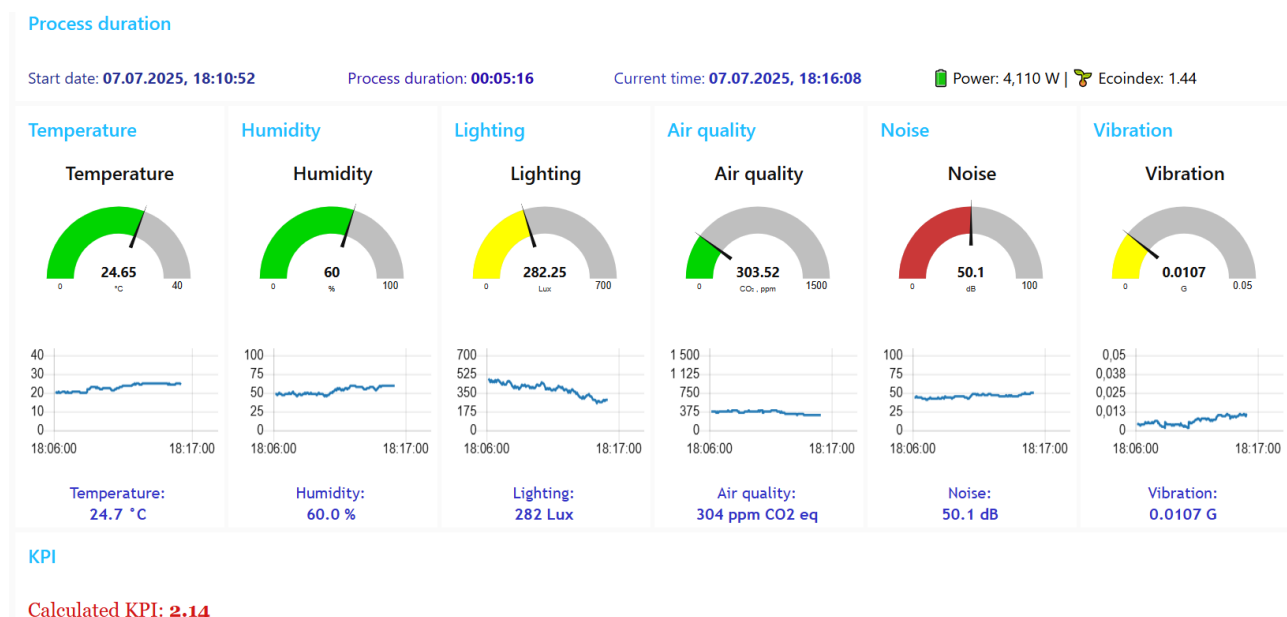 Process duration
Start date: 07.07.2025, 18:10:52 Process duration: 00:05:16 Current time: 07.07.2025, 18:16:08 Power: 4,110 W | Ecoindex: 1.44
Temperature Humidity Lighting Air quality Noise Vibration
Temperature Humidity Lighting Air quality Noise Vibration
24.65 60 282.25 303.52 50.1 0.0107
0 °C 40 0 % 100 0 Lux 700 0 CO₂ , ppm 1500 0 dB 100 0 G 0.05
40 100 700 1 500 100 0,05
30 75 525 1 125 75 0,038
20 50 350 750 50 0,025
10 25 175 375 25 0,013
0 0 0 0 0 0
18:06:00 18:17:00 18:06:00 18:17:00 18:06:00 18:17:00 18:06:00 18:17:00 18:06:00 18:17:00 18:06:00 18:17:00
Temperature: Humidity: Lighting: Air quality: Noise: Vibration:
24.7 °C 60.0 % 282 Lux 304 ppm CO2 eq 50.1 dB 0.0107 G
KPI
Calculated KPI: 2.14